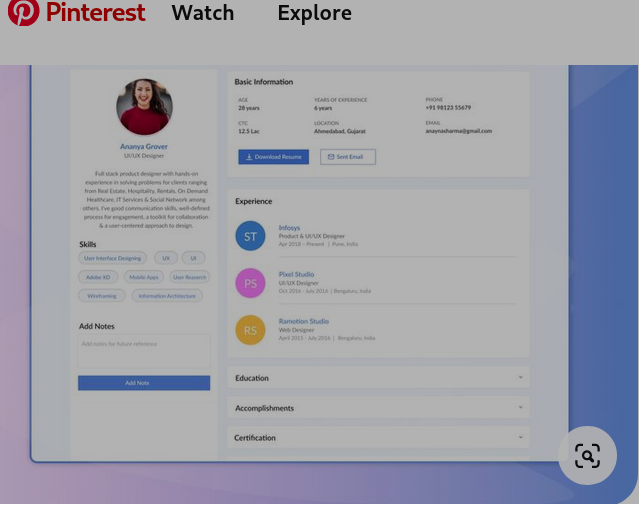 Pinterest Watch Explore
Ananya Grover
UI/UX Designer
Full stack product designer with hands-on
experience in solving problems for clients ranging
from Real Estate, Hospitality, Rentals, On Demand
Healthcare, IT Services & Social Network among
others. I've good communication skills, well-defined
process for engagement, a toolkit for collaboration
& a user-centered approach to design.
Skills
User Interface Designing UX UI
Adobe XD Mobile Apps User Research
Wireframing Information Architecture
Add Notes
Add notes for future reference
Add Note
Basic Information
AGE YEARS OF EXPERIENCE PHONE
28 years 6 years +91 98123 55679
CTC LOCATION EMAIL
12.5 Lac Ahmedabad, Gujarat anaynasharma@gmail.com
Download Resume Sent Email
Experience
ST
Infosys
Product & UI/UX Designer
Apr 2018 - Present | Pune, India
PS
Pixel Studio
UI/UX Designer
Oct 2016 - July 2016 | Bengaluru, India
RS
Ramotion Studio
Web Designer
April 2015 - July 2016 | Bengaluru, India
Education
Accomplishments
Certification